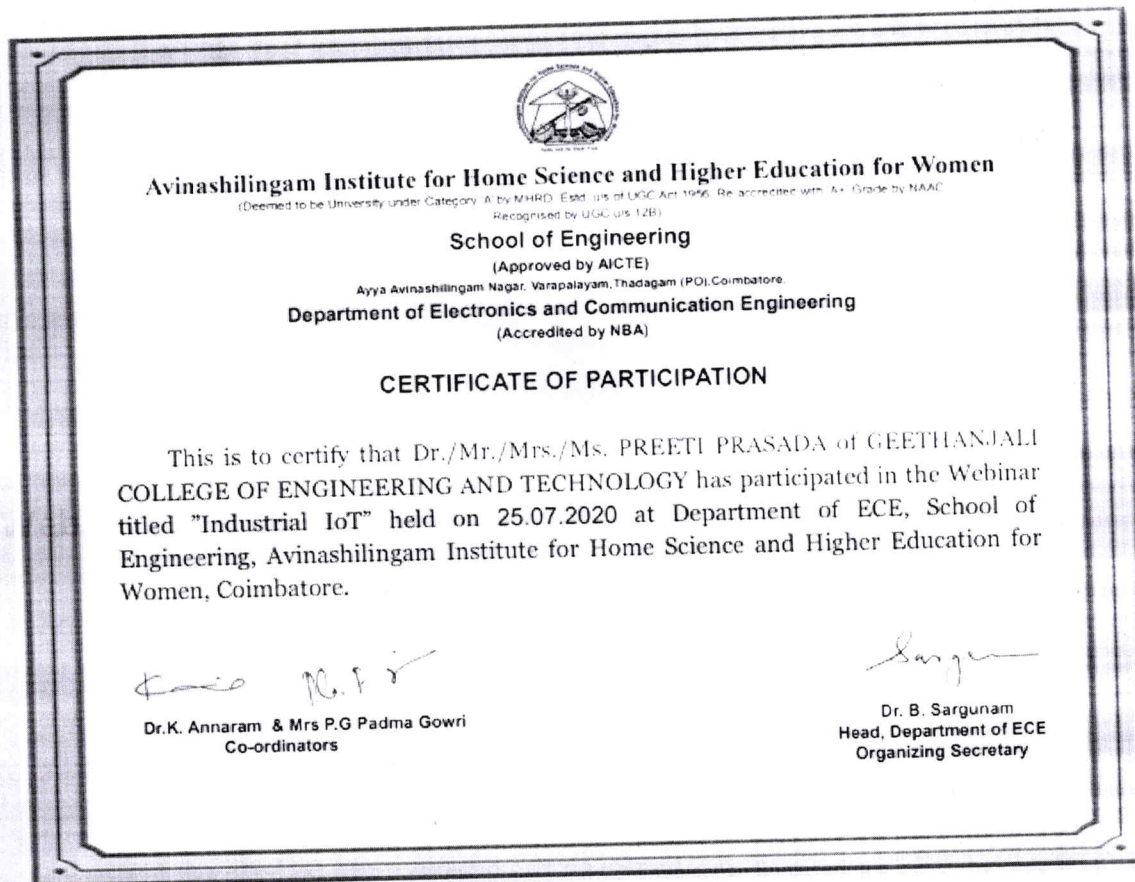 Avinashilingam Institute for Home Science and Higher Education for Women
(Deemed to be University under Category 'A' by MHRD, Estd. u/s of UGC Act 1956, Re-accredited with A+ Grade by NAAC
Recognised by UGC u/s 12B)
School of Engineering
(Approved by AICTE)
Ayya Avinashilingam Nagar, Varapalayam, Thadagam (PO), Coimbatore.
Department of Electronics and Communication Engineering
(Accredited by NBA)
CERTIFICATE OF PARTICIPATION
This is to certify that Dr./Mr./Mrs./Ms. PREETI PRASADA of GEETHANJALI
COLLEGE OF ENGINEERING AND TECHNOLOGY has participated in the Webinar
titled "Industrial IoT" held on 25.07.2020 at Department of ECE, School of
Engineering, Avinashilingam Institute for Home Science and Higher Education for
Women, Coimbatore.
Dr.K. Annaram & Mrs P.G Padma Gowri
Co-ordinators
Dr. B. Sargunam
Head, Department of ECE
Organizing Secretary